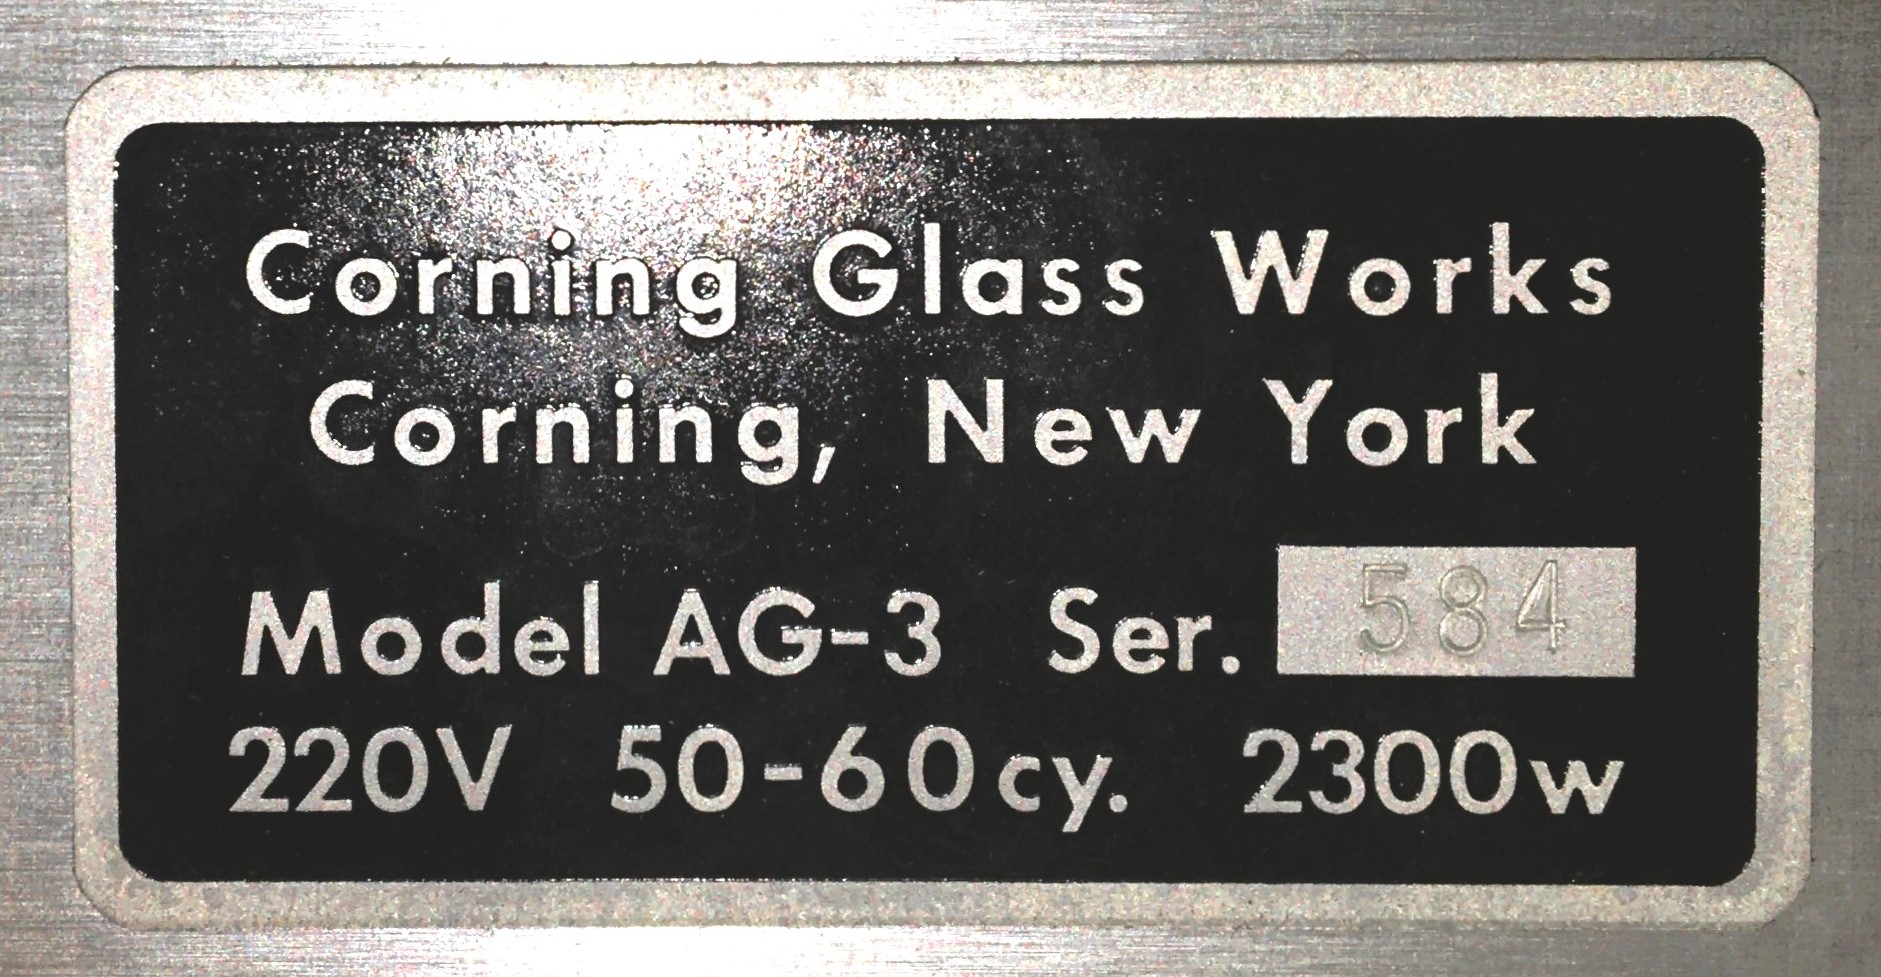 Corning Glass Works
Corning, New York
Model AG-3 Ser. 584
220V 50-60cy. 2300w